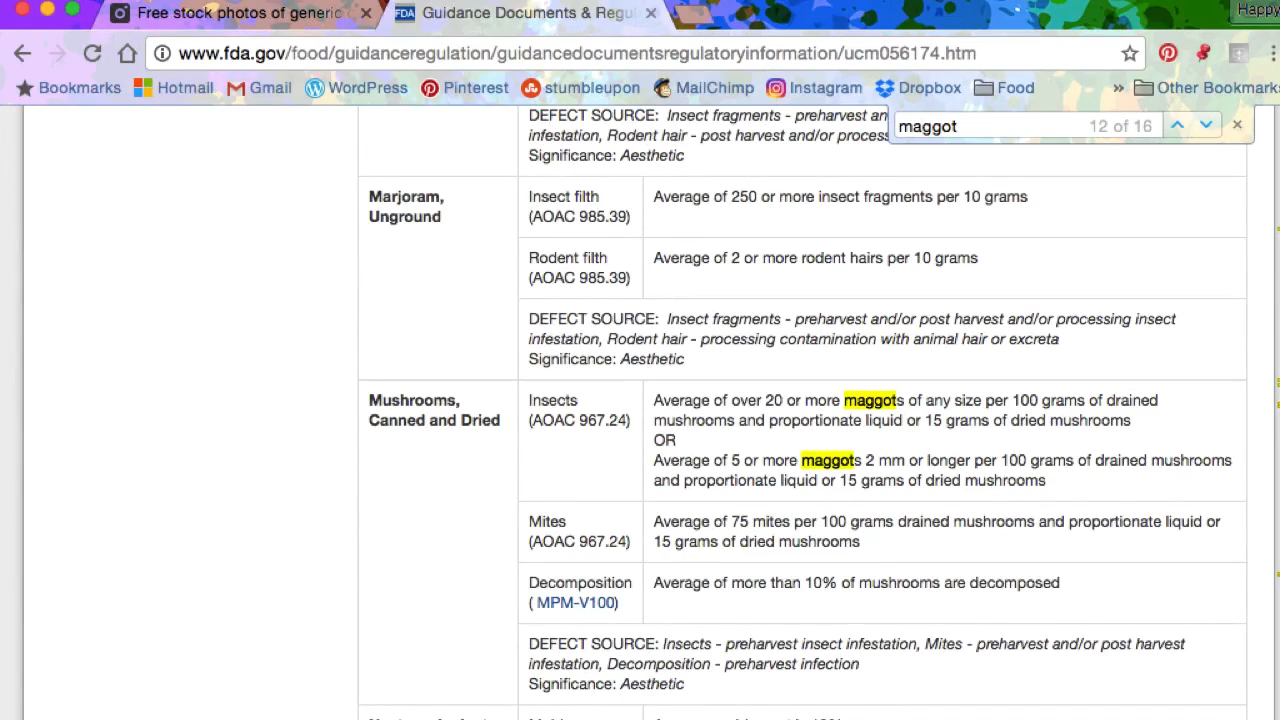 Free stock photos of generic
Guidance Documents & Regu
Happy
www.fda.gov/food/guidanceregulation/guidancedocumentsregulatoryinformation/ucm056174.htm
Bookmarks Hotmail Gmail WordPress Pinterest stumbleupon MailChimp Instagram Dropbox Food » Other Bookmarks
maggot 12 of 16
DEFECT SOURCE: Insect fragments - preharvest an
infestation, Rodent hair - post harvest and/or process
Significance: Aesthetic
Marjoram,
Unground
Insect filth
(AOAC 985.39)
Average of 250 or more insect fragments per 10 grams
Rodent filth
(AOAC 985.39)
Average of 2 or more rodent hairs per 10 grams
DEFECT SOURCE: Insect fragments - preharvest and/or post harvest and/or processing insect
infestation, Rodent hair - processing contamination with animal hair or excreta
Significance: Aesthetic
Mushrooms,
Canned and Dried
Insects
(AOAC 967.24)
Average of over 20 or more maggots of any size per 100 grams of drained
mushrooms and proportionate liquid or 15 grams of dried mushrooms
OR
Average of 5 or more maggots 2 mm or longer per 100 grams of drained mushrooms
and proportionate liquid or 15 grams of dried mushrooms
Mites
(AOAC 967.24)
Average of 75 mites per 100 grams drained mushrooms and proportionate liquid or
15 grams of dried mushrooms
Decomposition
( MPM-V100)
Average of more than 10% of mushrooms are decomposed
DEFECT SOURCE: Insects - preharvest insect infestation, Mites - preharvest and/or post harvest
infestation, Decomposition - preharvest infection
Significance: Aesthetic